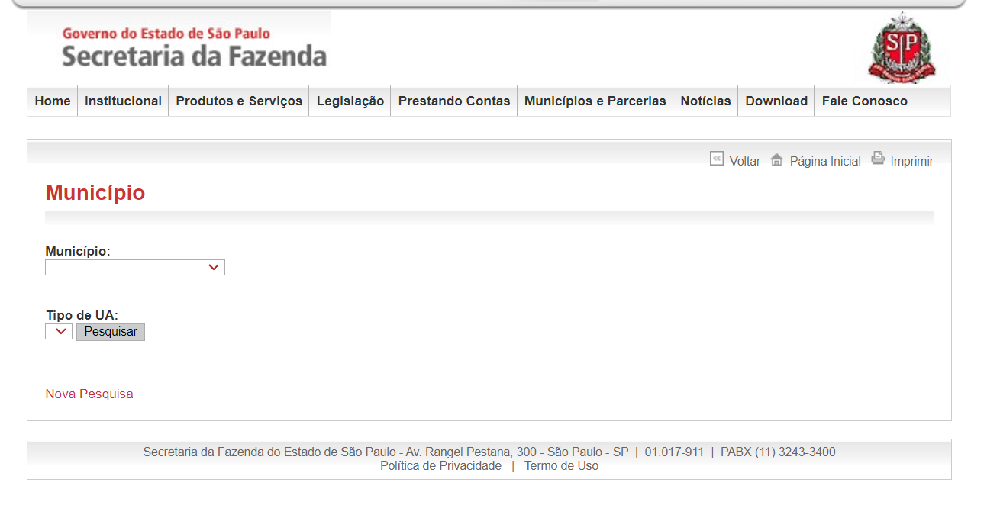 Governo do Estado de São Paulo
Secretaria da Fazenda
SP
Home Institucional Produtos e Serviços Legislação Prestando Contas Municípios e Parcerias Notícias Download Fale Conosco
Voltar Página Inicial Imprimir
Município
Município:
Tipo de UA:
Pesquisar
Nova Pesquisa
Secretaria da Fazenda do Estado de São Paulo - Av. Rangel Pestana, 300 - São Paulo - SP | 01.017-911 | PABX (11) 3243-3400
Política de Privacidade | Termo de Uso